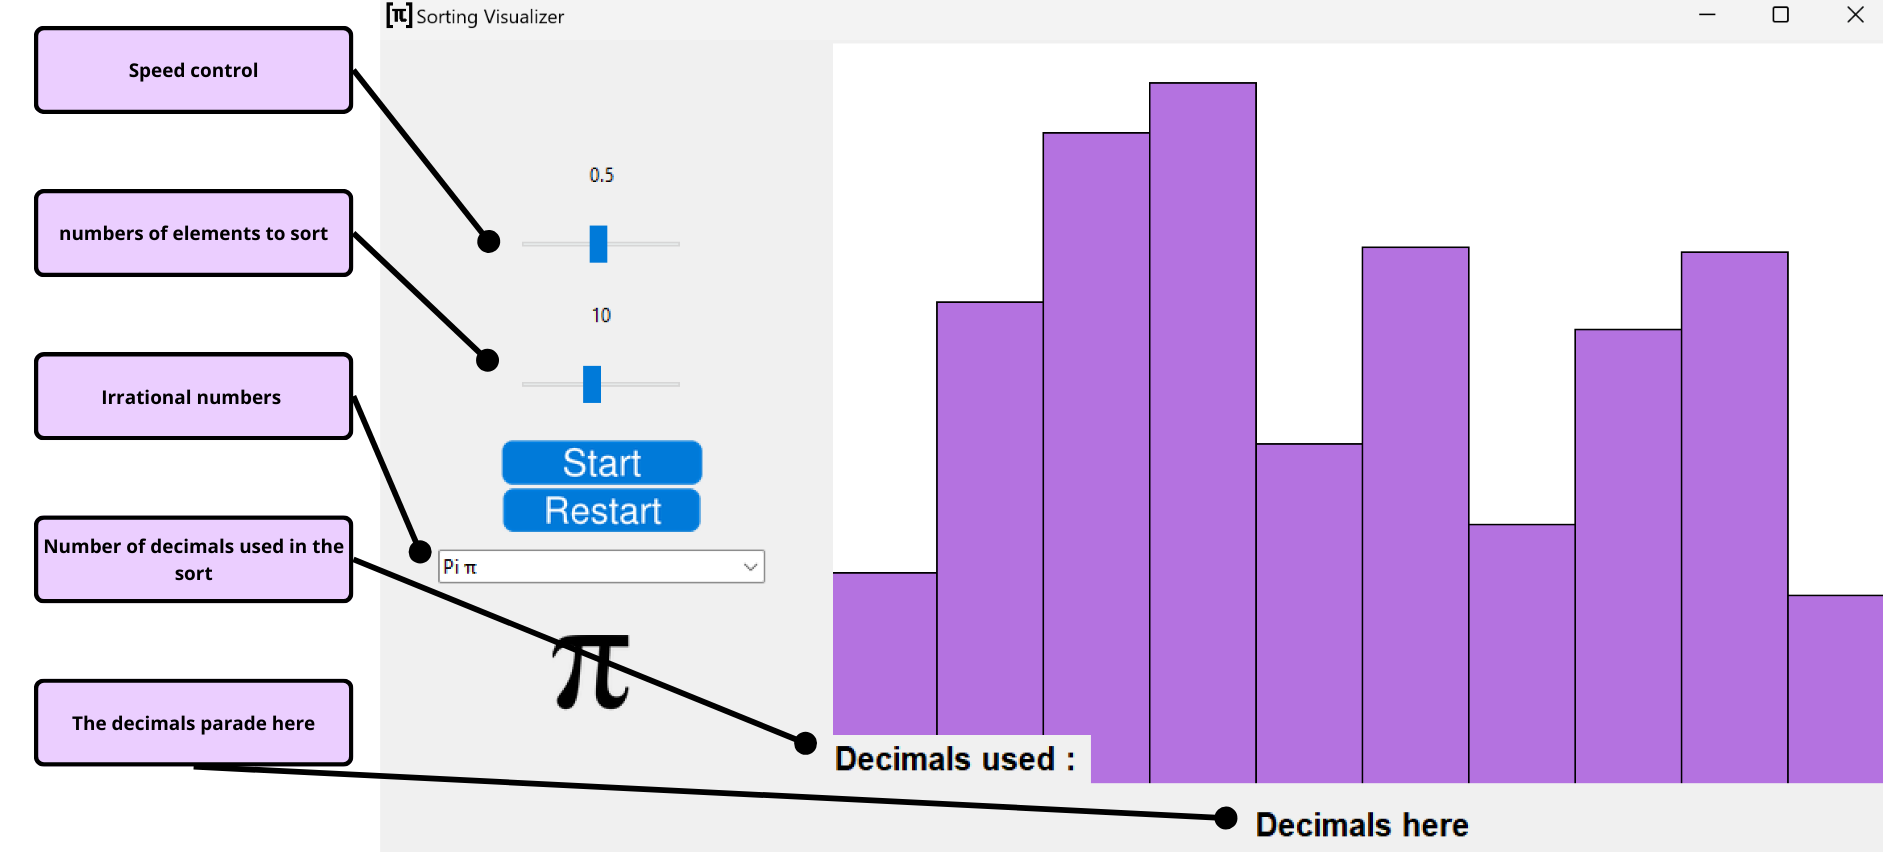 [π] Sorting Visualizer
Speed control
numbers of elements to sort
Irrational numbers
Number of decimals used in the
sort
The decimals parade here
0.5
10
Start
Restart
Pi π
π
Decimals used :
Decimals here